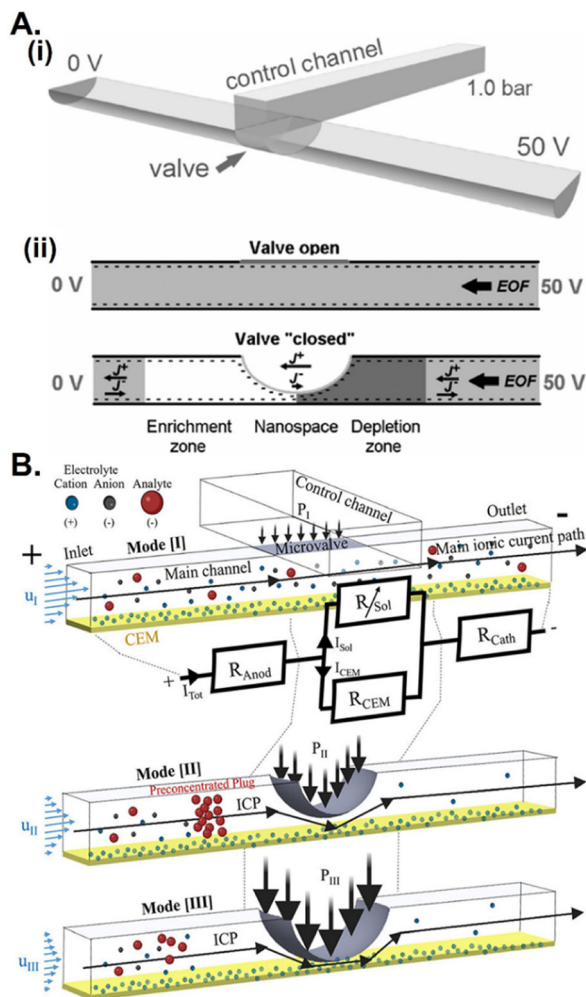 A.
(i)
0 V
control channel
1.0 bar
valve
50 V
(ii)
Valve open
0 V
EOF
50 V
Valve "closed"
0 V
J+
J-
J+
J-
J+
J-
EOF
50 V
Enrichment zone
Nanospace
Depletion zone
B.
Electrolyte
Cation Anion Analyte
(+) (-) (-)
Control channel
PI
Outlet
-
+
Inlet
Mode [I]
Microvalve
Main ionic current path
Main channel
uI
CEM
RSol
ISol
+
ITot
RAnod
ICEM
RCEM
RCath
-
Mode [II]
PII
Preconcentrated Plug
ICP
uII
Mode [III]
PIII
ICP
uIII